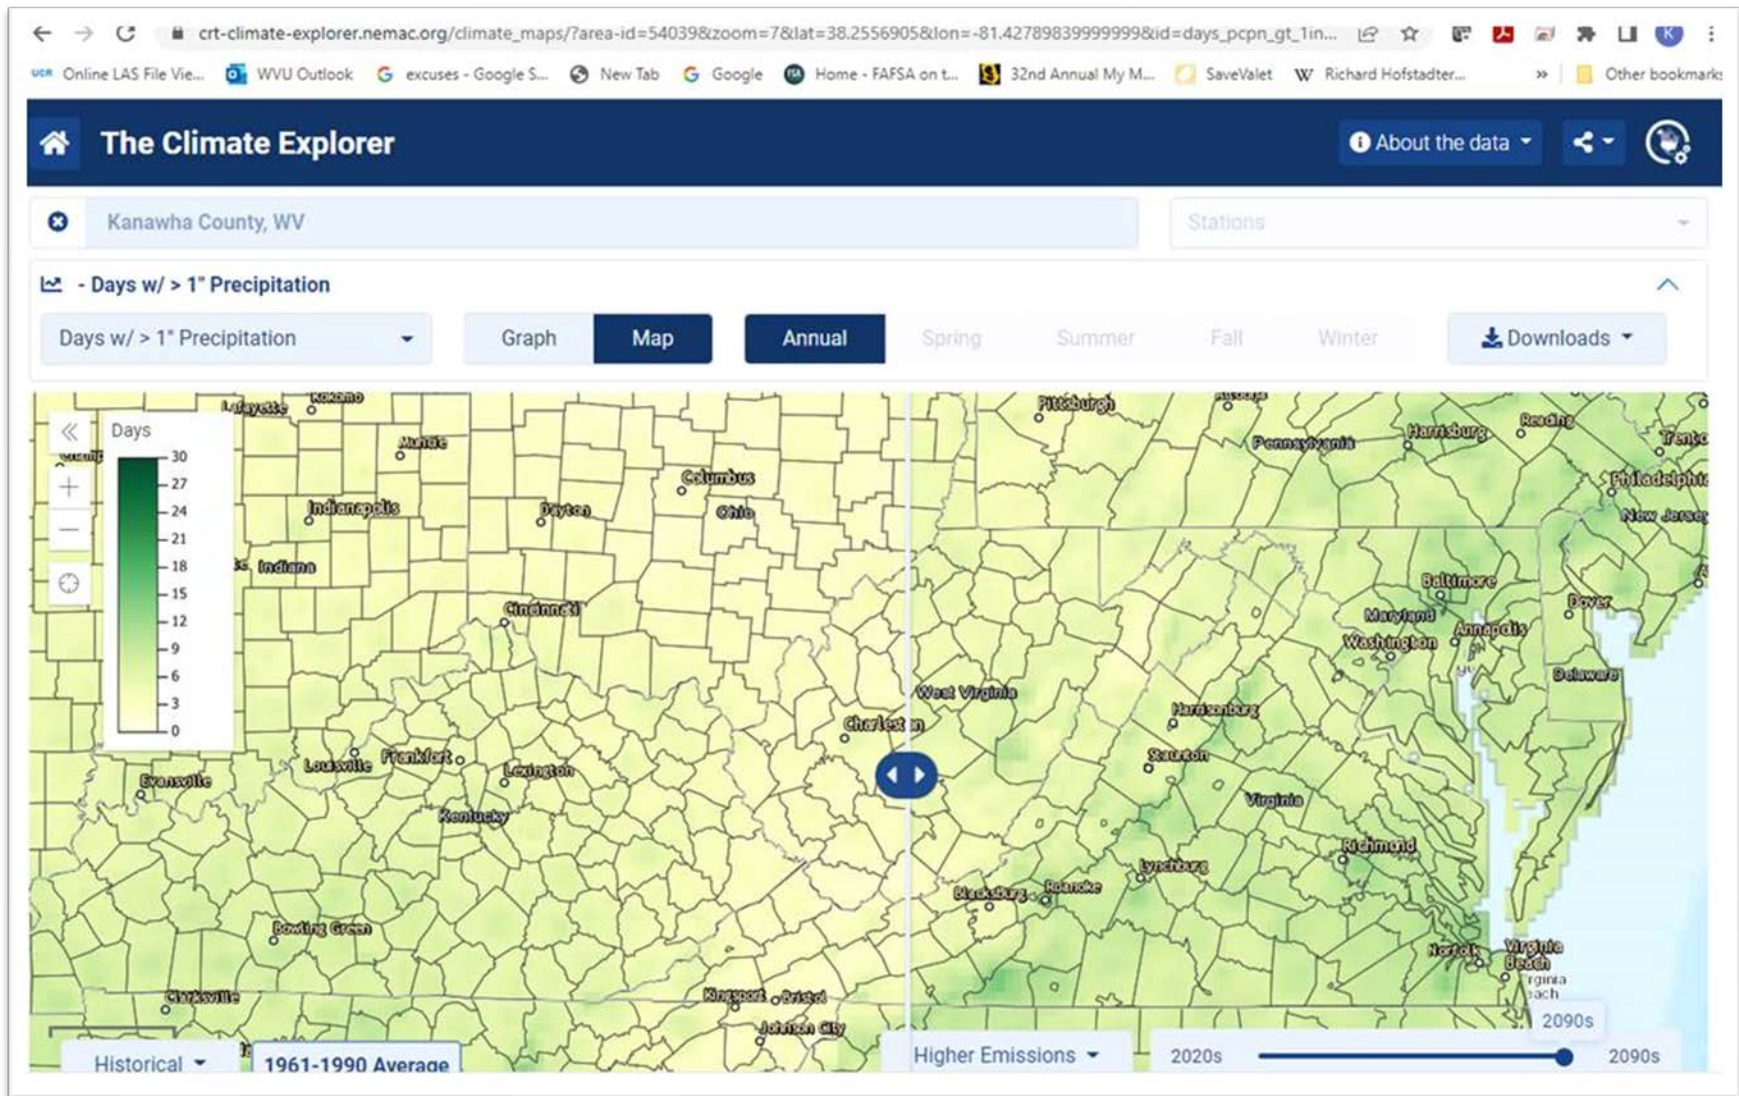 crt-climate-explorer.nemac.org/climate_maps/?area-id=54039&zoom=7&lat=38.2556905&lon=-81.42789839999999&id=days_pcpn_gt_1in...
K
Online LAS File Vie... WVU Outlook excuses - Google S... New Tab Google Home - FAFSA on t... 32nd Annual My M... SaveValet W Richard Hofstadter... » Other bookmarks
The Climate Explorer
About the data
Kanawha County, WV
Stations
- Days w/ > 1" Precipitation
Days w/ > 1" Precipitation
Graph Map Annual Spring Summer Fall Winter Downloads
Days
30
27
24
21
18
15
12
9
6
3
0
Lafayette
Kokomo
Muncie
Indianapolis
Indiana
Dayton
Columbus
Ohio
Cincinnati
Pittsburgh
Altoona
Pennsylvania
Harrisburg
Reading
Trento
Philadelphia
New Jersey
Baltimore
Maryland
Washington
Annapolis
Dover
Delaware
West Virginia
Charleston
Harrisonburg
Staunton
Virginia
Louisville
Frankfort
Lexington
Evansville
Kentucky
Richmond
Lynchburg
Blacksburg
Roanoke
Bowling Green
Norfolk
Virginia
Beach
rginia
each
Clarksville
Kingsport
Bristol
Johnson City
2090s
Historical
1961-1990 Average
Higher Emissions
2020s
2090s